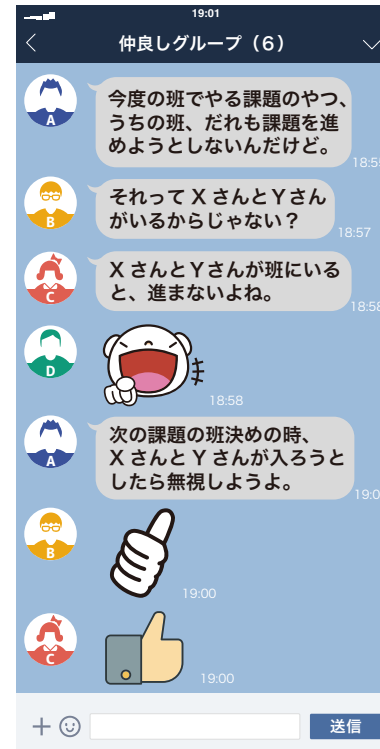 19:01
仲良しグループ（6）
A
今度の班でやる課題のやつ、
うちの班、だれも課題を進
めようとしないんだけど。
18:5
B
それって X さんとYさん
がいるからじゃない？
18:57
C
X さんとYさんが班にいる
と、進まないよね。
18:58
D
18:58
A
次の課題の班決めの時、
X さんと Y さんが入ろうと
したら無視しようよ。
19:0
B
19:00
C
19:00
送信